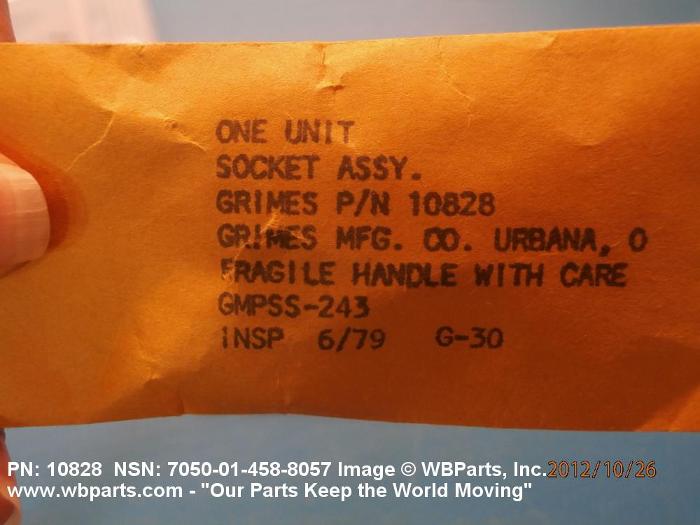 ONE UNIT
SOCKET ASSY.
GRIMES P/N 10828
GRIMES MFG. CO. URBANA, O
FRAGILE HANDLE WITH CARE
GMPSS-243
INSP 6/79 G-30
PN: 10828 NSN: 7050-01-458-8057 Image © WBParts, Inc. 2012/10/26
www.wbparts.com - "Our Parts Keep the World Moving"